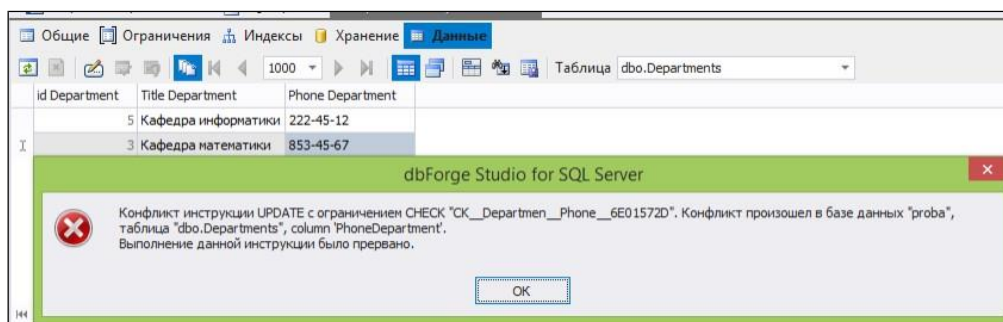 Общие Ограничения Индексы Хранение Данные
1000 Таблица dbo.Departments
id Department Title Department Phone Department
5 Кафедра информатики 222-45-12
3 Кафедра математики 853-45-67
dbForge Studio for SQL Server
Конфликт инструкции UPDATE с ограничением CHECK "CK__Departmen__Phone__6E01572D". Конфликт произошел в базе данных "proba",
таблица "dbo.Departments", column 'PhoneDepartment'.
Выполнение данной инструкции было прервано.
OK